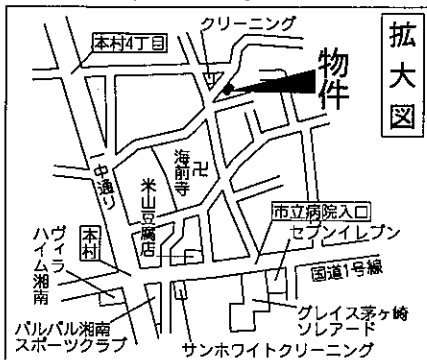 クリーニング
本村4丁目
拡大図
物件
一中通り
海前寺
米山豆腐店
市立病院入口
セブンイレブン
国道1号線
本村
ヴィラハイム湘南
グレイス茅ヶ崎
ソレアード
パルパル湘南
スポーツクラブ
サンホワイトクリーニング